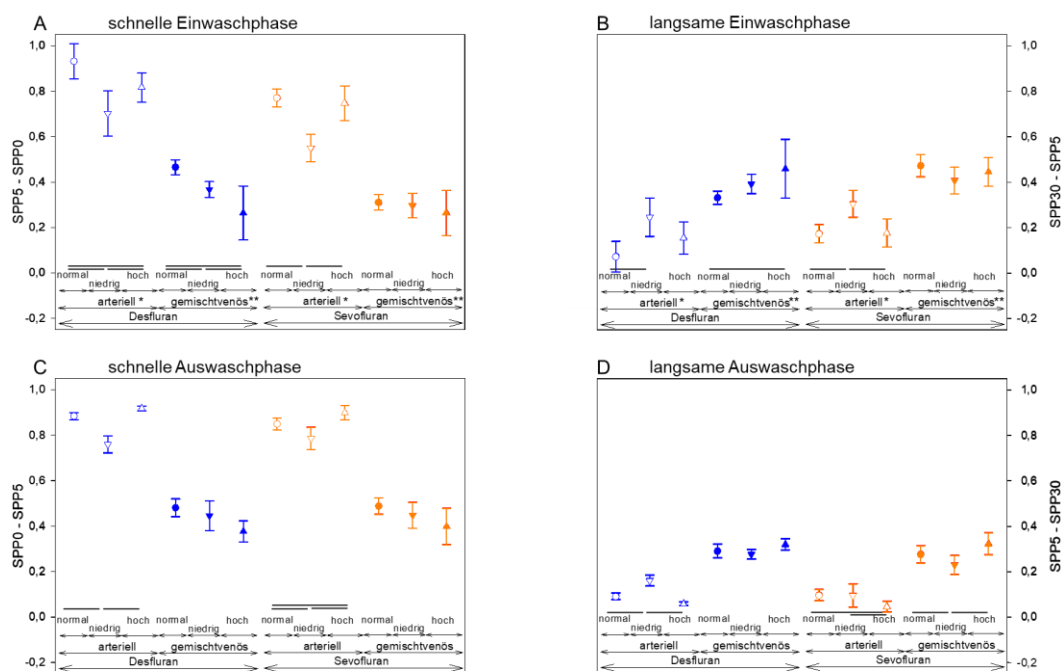 A schnelle Einwaschphase
1,0
0,8
0,6
0,4
0,2
0,0
-0,2
SPP5 - SPP0
normal hoch normal hoch normal hoch normal hoch
niedrig niedrig niedrig niedrig
arteriell * gemischtvenös** arteriell * gemischtvenös**
Desfluran Sevofluran
B langsame Einwaschphase
1,0
0,8
0,6
0,4
0,2
0,0
-0,2
SPP30 - SPP5
normal hoch normal hoch normal hoch normal hoch
niedrig niedrig niedrig niedrig
arteriell * gemischtvenös** arteriell * gemischtvenös**
Desfluran Sevofluran
C schnelle Auswaschphase
1,0
0,8
0,6
0,4
0,2
0,0
-0,2
SPP0 - SPP5
normal hoch normal hoch normal hoch normal hoch
niedrig niedrig niedrig niedrig
arteriell gemischtvenös arteriell gemischtvenös
Desfluran Sevofluran
D langsame Auswaschphase
1,0
0,8
0,6
0,4
0,2
0,0
-0,2
SPP5 - SPP30
normal hoch normal hoch normal hoch normal hoch
niedrig niedrig niedrig niedrig
arteriell gemischtvenös arteriell gemischtvenös
Desfluran Sevofluran